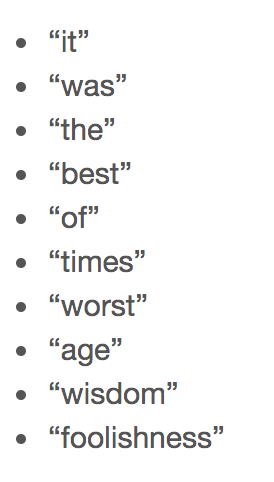 • “it”
• “was”
• “the”
• “best”
• “of”
• “times”
• “worst”
• “age”
• “wisdom”
• “foolishness”